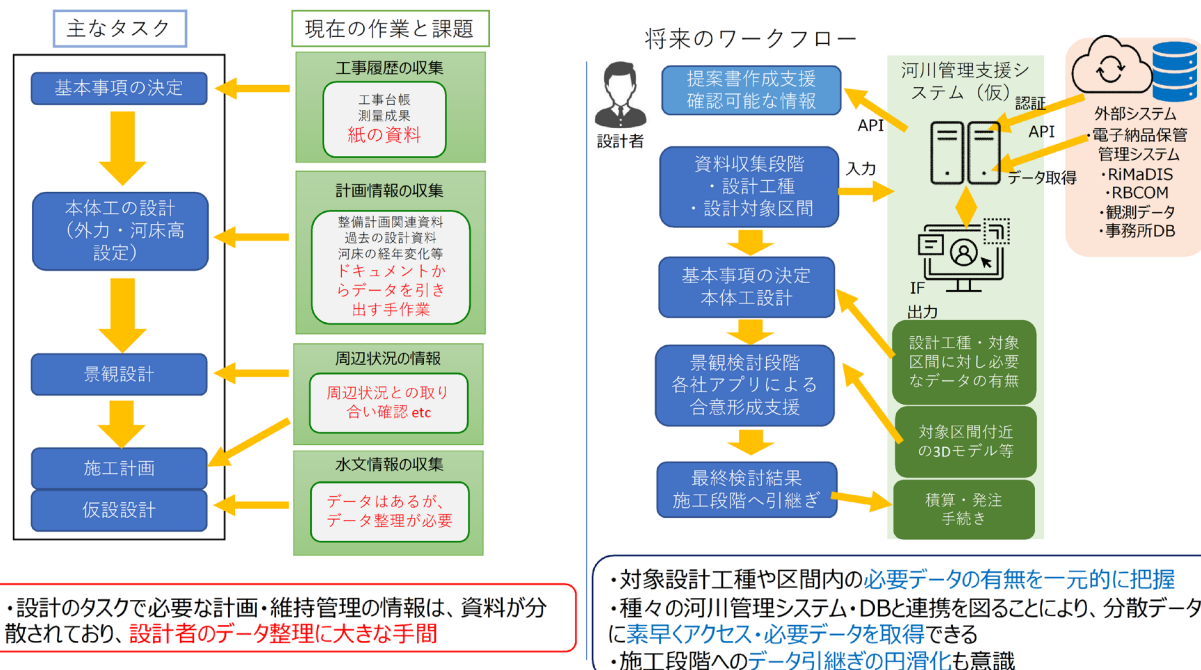 主なタスク
現在の作業と課題
基本事項の決定
本体工の設計
（外力・河床高
設定）
景観設計
施工計画
仮設設計
工事履歴の収集
工事台帳
測量成果
紙の資料
計画情報の収集
整備計画関連資料
過去の設計資料
河床の経年変化等
ドキュメントか
らデータを引き
出す手作業
周辺状況の情報
周辺状況との取り
合い確認 etc
水文情報の収集
データはあるが、
データ整理が必要
・設計のタスクで必要な計画・維持管理の情報は、資料が分
散されており、設計者のデータ整理に大きな手間
将来のワークフロー
設計者
提案書作成支援
確認可能な情報
API
資料収集段階
・設計工種
・設計対象区間
入力
基本事項の決定
本体工設計
景観検討段階
各社アプリによる
合意形成支援
最終検討結果
施工段階へ引継ぎ
河川管理支援シ
ステム（仮）
認証
API
データ取得
IF
出力
設計工種・対象
区間に対し必要
なデータの有無
対象区間付近
の3Dモデル等
積算・発注
手続き
外部システム
・電子納品保管
管理システム
・RiMaDIS
・RBCOM
・観測データ
・事務所DB
・対象設計工種や区間内の必要データの有無を一元的に把握
・種々の河川管理システム・DBと連携を図ることにより、分散データ
に素早くアクセス・必要データを取得できる
・施工段階へのデータ引継ぎの円滑化も意識